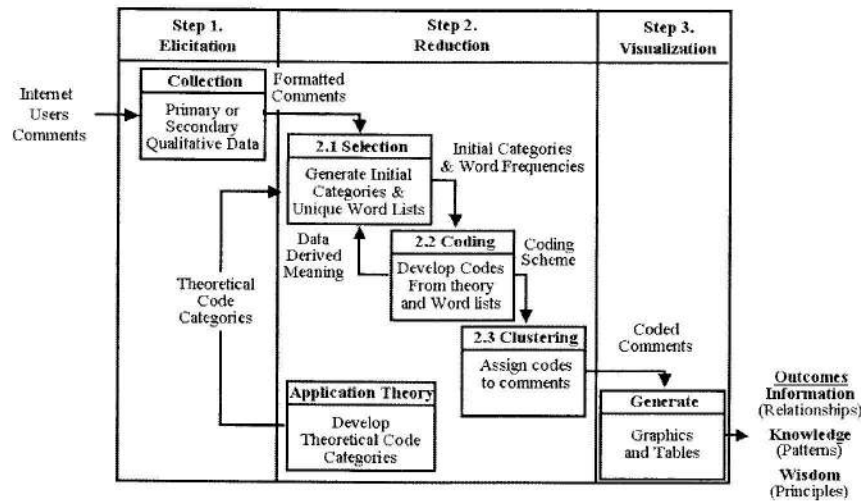 Step 1.
Elicitation
Step 2.
Reduction
Step 3.
Visualization
Internet
Users
Comments
Collection
Primary or
Secondary
Qualitative Data
Formatted
Comments
2.1 Selection
Generate Initial
Categories &
Unique Word Lists
Initial Categories
& Word Frequencies
Data
Derived
Meaning
2.2 Coding
Develop Codes
From theory
and Word lists
Coding
Scheme
Theoretical
Code
Categories
2.3 Clustering
Assign codes
to comments
Coded
Comments
Application Theory
Develop
Theoretical Code
Categories
Generate
Graphics
and Tables
Outcomes
Information
(Relationships)
Knowledge
(Patterns)
Wisdom
(Principles)